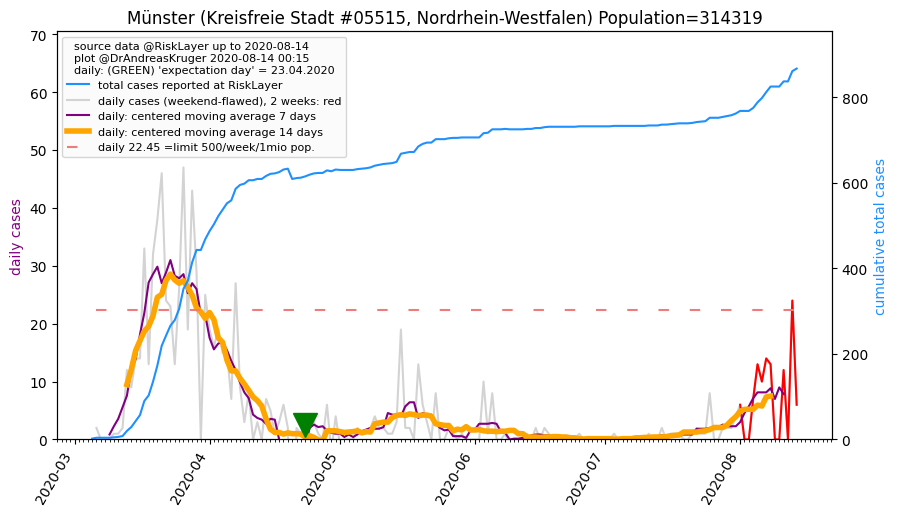 Münster (Kreisfreie Stadt #05515, Nordrhein-Westfalen) Population=314319
source data @RiskLayer up to 2020-08-14
plot @DrAndreasKruger 2020-08-14 00:15
daily: (GREEN) 'expectation day' = 23.04.2020
total cases reported at RiskLayer
daily cases (weekend-flawed), 2 weeks: red
daily: centered moving average 7 days
daily: centered moving average 14 days
daily 22.45 =limit 500/week/1mio pop.
daily cases
70
60
50
40
30
20
10
0
cumulative total cases
800
600
400
200
0
2020-03
2020-04
2020-05
2020-06
2020-07
2020-08